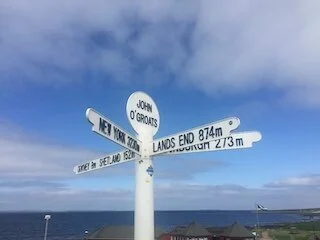 JOHN
O'GROATS
NEW YORK
LANDS END 874m
273m
SHETLAND